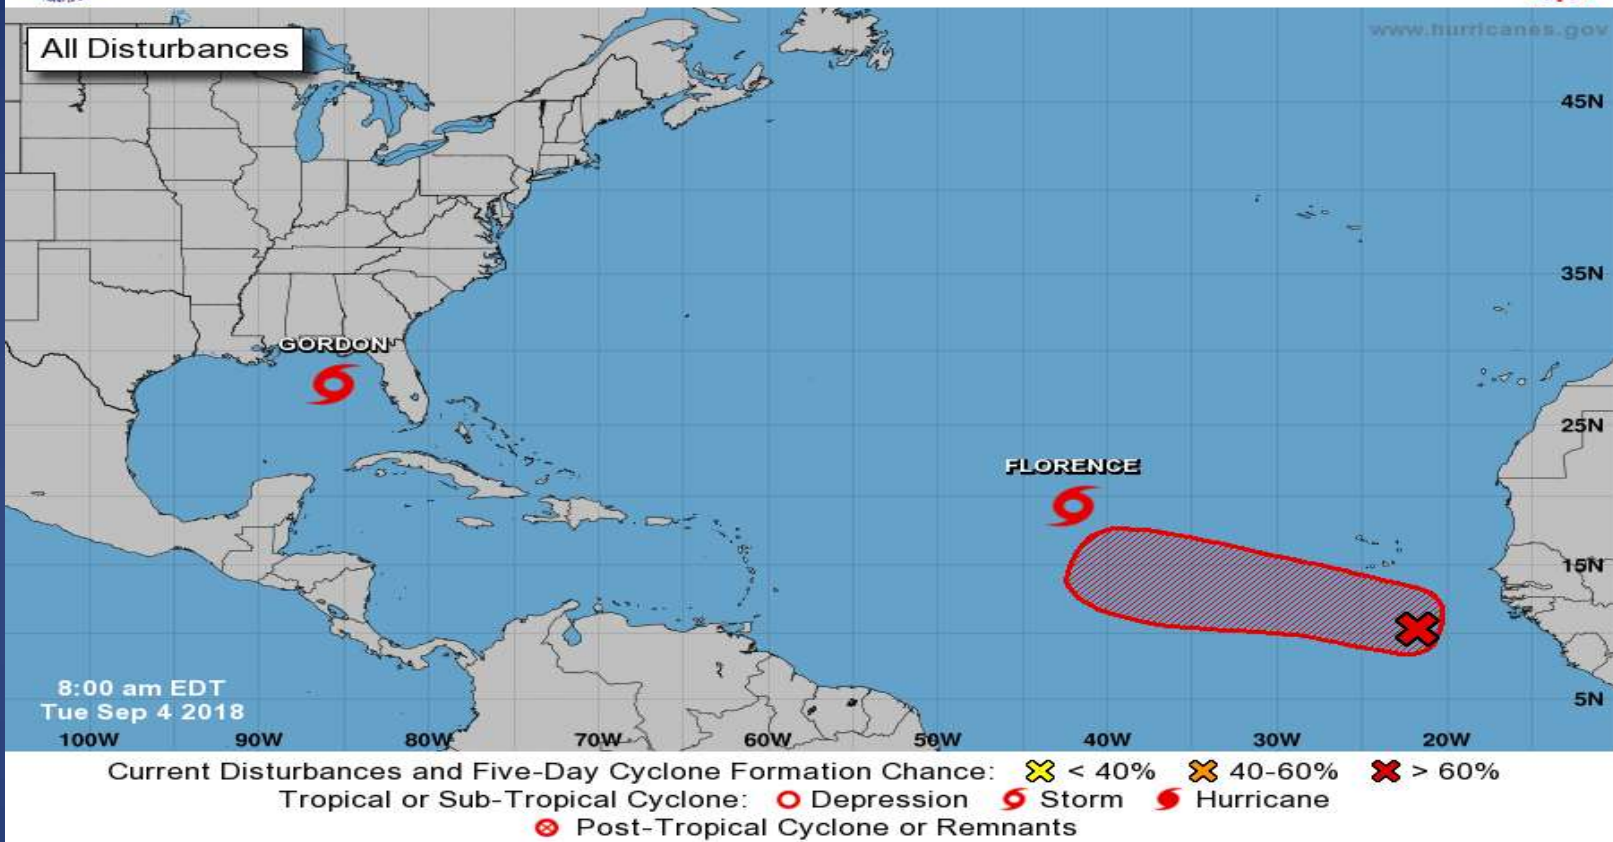 All Disturbances
www.hurricanes.gov
45N
35N
GORDON
25N
FLORENCE
15N
8:00 am EDT
Tue Sep 4 2018
5N
100W 90W 80W 70W 60W 50W 40W 30W 20W
Current Disturbances and Five-Day Cyclone Formation Chance: < 40% 40-60% > 60%
Tropical or Sub-Tropical Cyclone: Depression Storm Hurricane
Post-Tropical Cyclone or Remnants